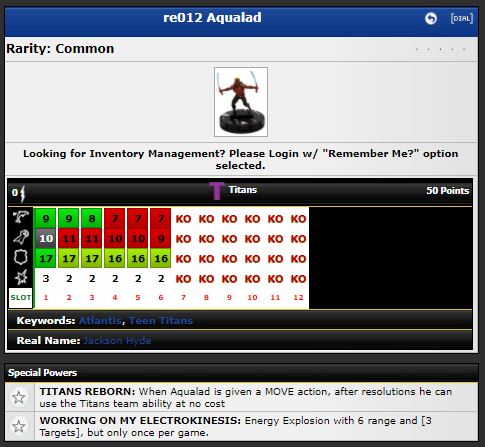 re012 Aqualad [DIAL]
Rarity: Common
Looking for Inventory Management? Please Login w/ "Remember Me?" option
selected.
0 Titans 50 Points
9 9 8 7 7 7 KO KO KO KO KO KO
10 11 11 10 10 9 KO KO KO KO KO KO
17 17 17 16 16 16 KO KO KO KO KO KO
3 2 2 2 2 2 KO KO KO KO KO KO
SLOT 1 2 3 4 5 6 7 8 9 10 11 12
Keywords: Atlantis, Teen Titans
Real Name: Jackson Hyde
Special Powers
TITANS REBORN: When Aqualad is given a MOVE action, after resolutions he can
use the Titans team ability at no cost
WORKING ON MY ELECTROKINESIS: Energy Explosion with 6 range and [3
Targets], but only once per game.